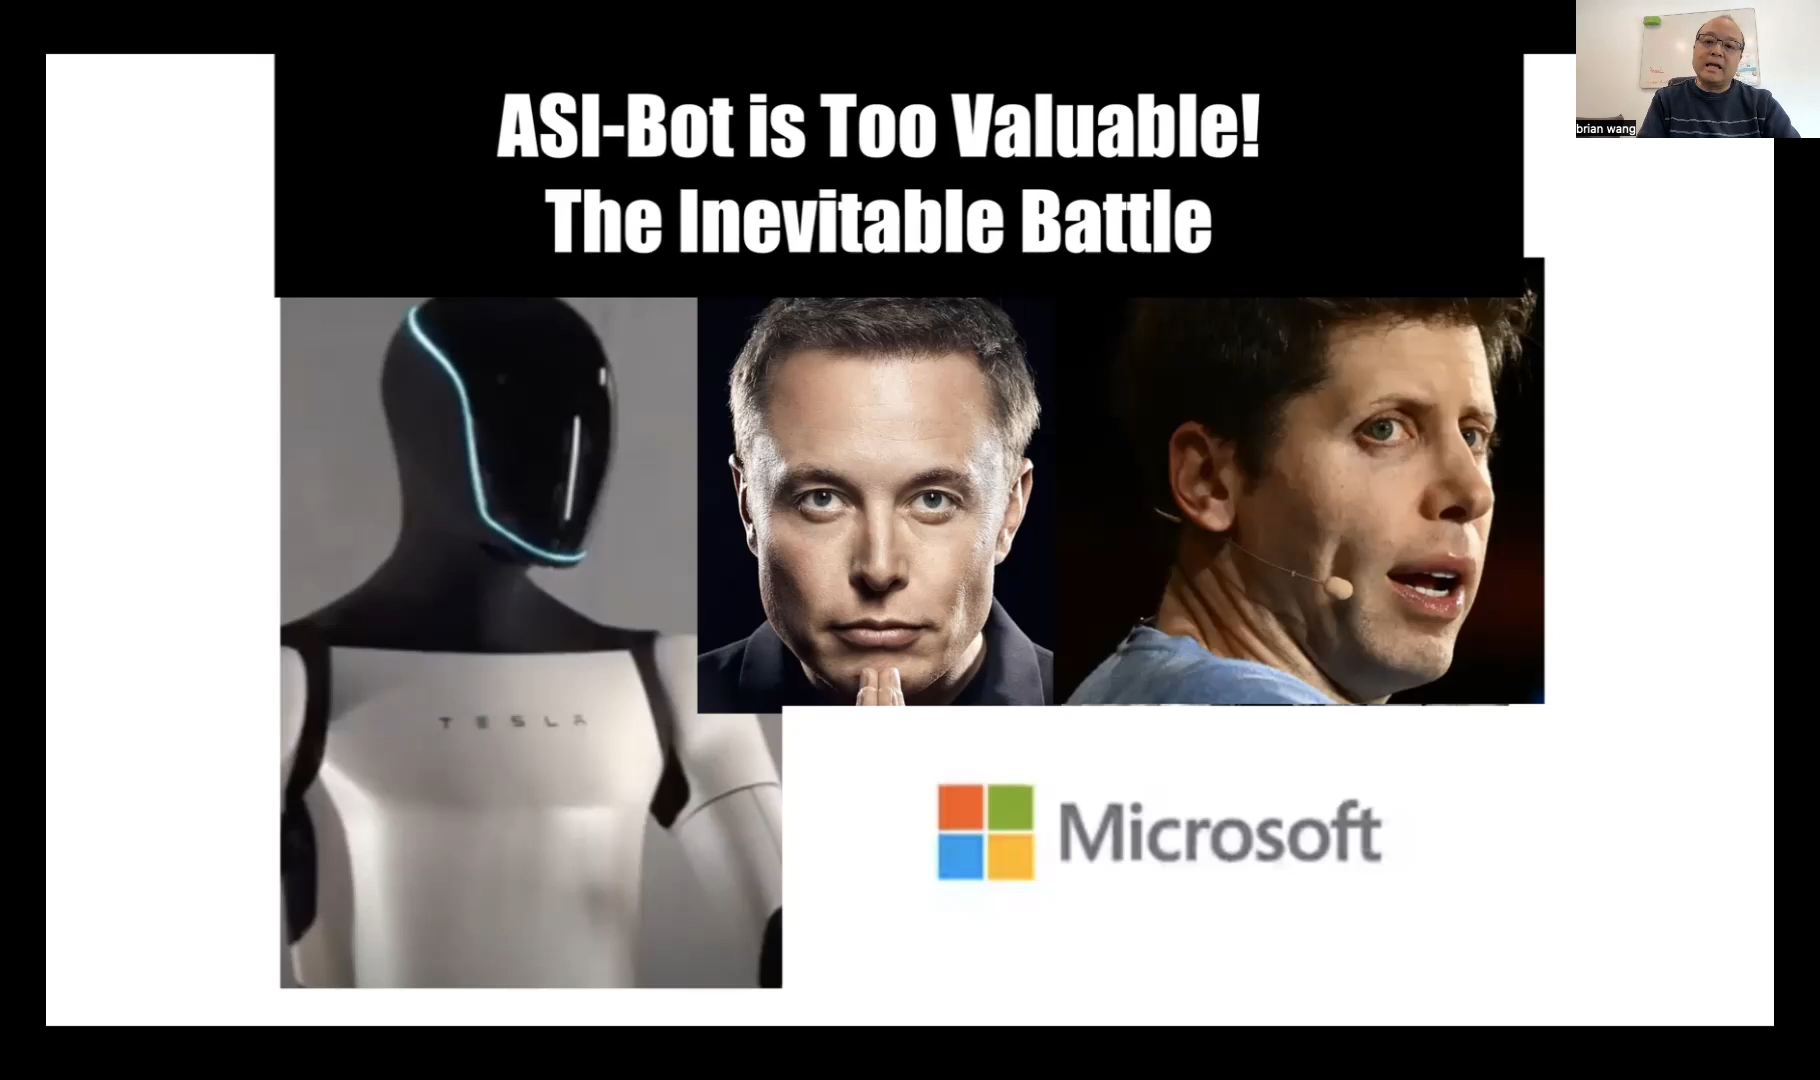 ASI-Bot is Too Valuable!
The Inevitable Battle
brian wang
TESLA
Microsoft